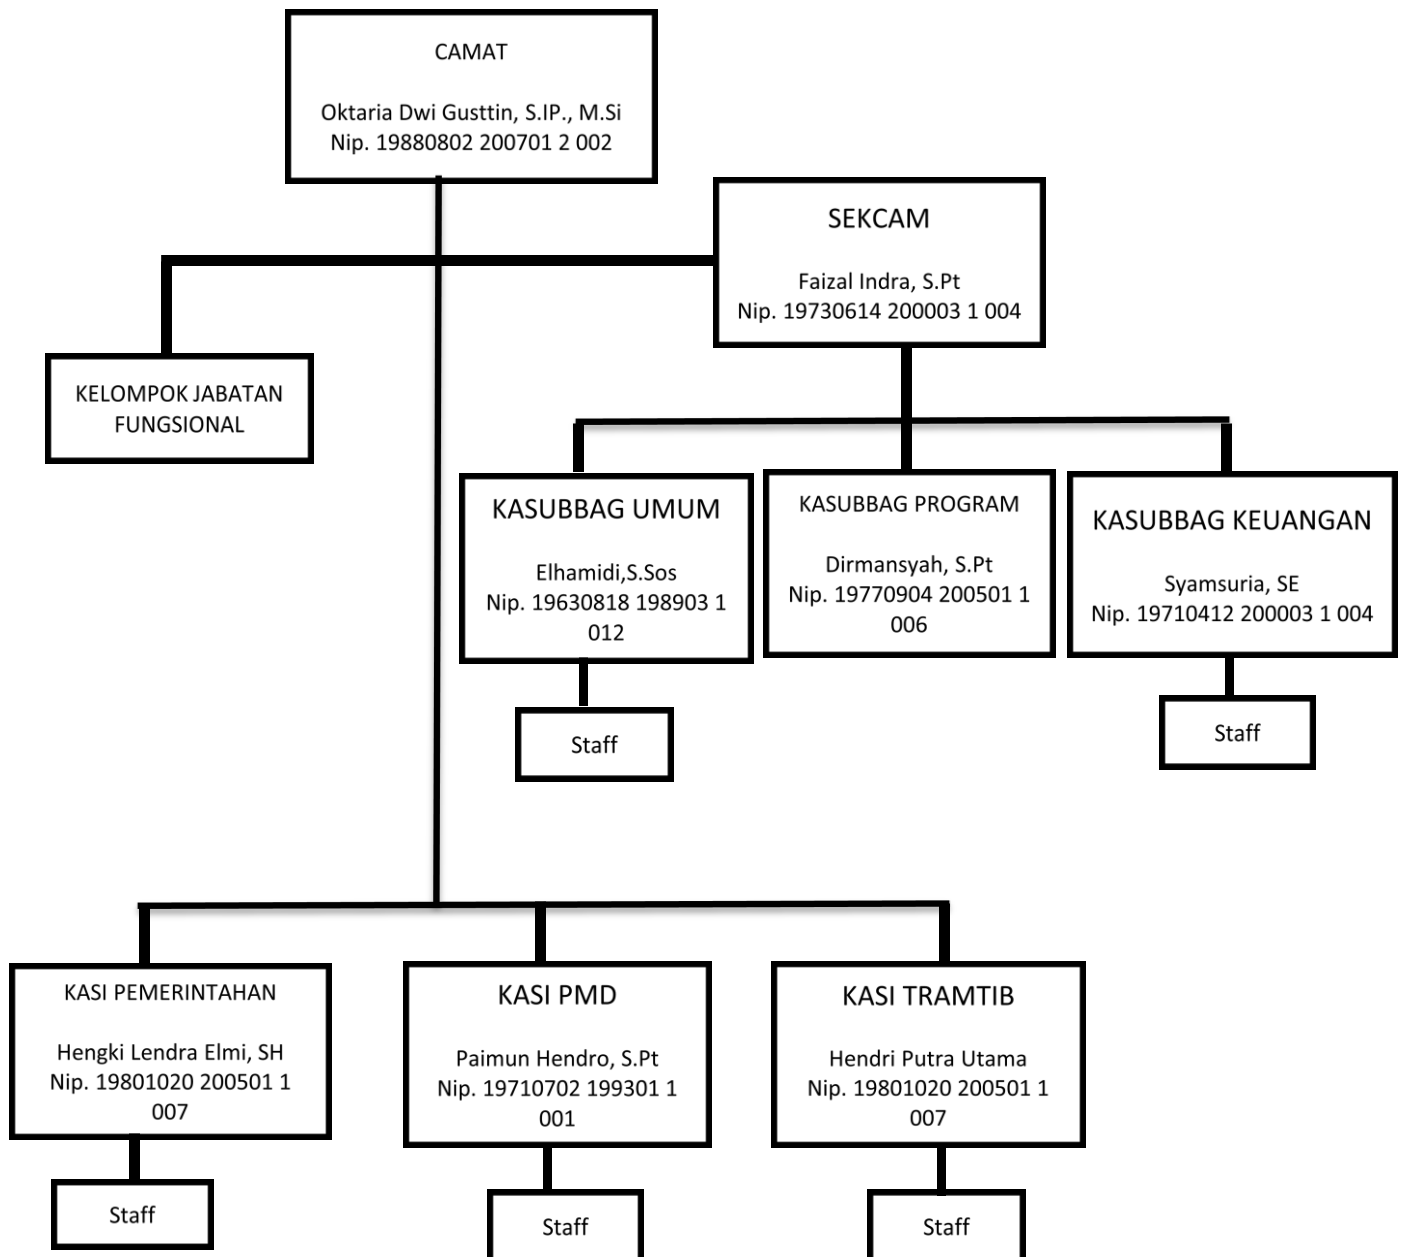 CAMAT
Oktaria Dwi Gusttin, S.IP., M.Si
Nip. 19880802 200701 2 002
SEKCAM
Faizal Indra, S.Pt
Nip. 19730614 200003 1 004
KELOMPOK JABATAN
FUNGSIONAL
KASUBBAG UMUM
Elhamidi,S.Sos
Nip. 19630818 198903 1
012
KASUBBAG PROGRAM
Dirmansyah, S.Pt
Nip. 19770904 200501 1
006
KASUBBAG KEUANGAN
Syamsuria, SE
Nip. 19710412 200003 1 004
Staff
Staff
KASI PEMERINTAHAN
Hengki Lendra Elmi, SH
Nip. 19801020 200501 1
007
KASI PMD
Paimun Hendro, S.Pt
Nip. 19710702 199301 1
001
KASI TRAMTIB
Hendri Putra Utama
Nip. 19801020 200501 1
007
Staff
Staff
Staff